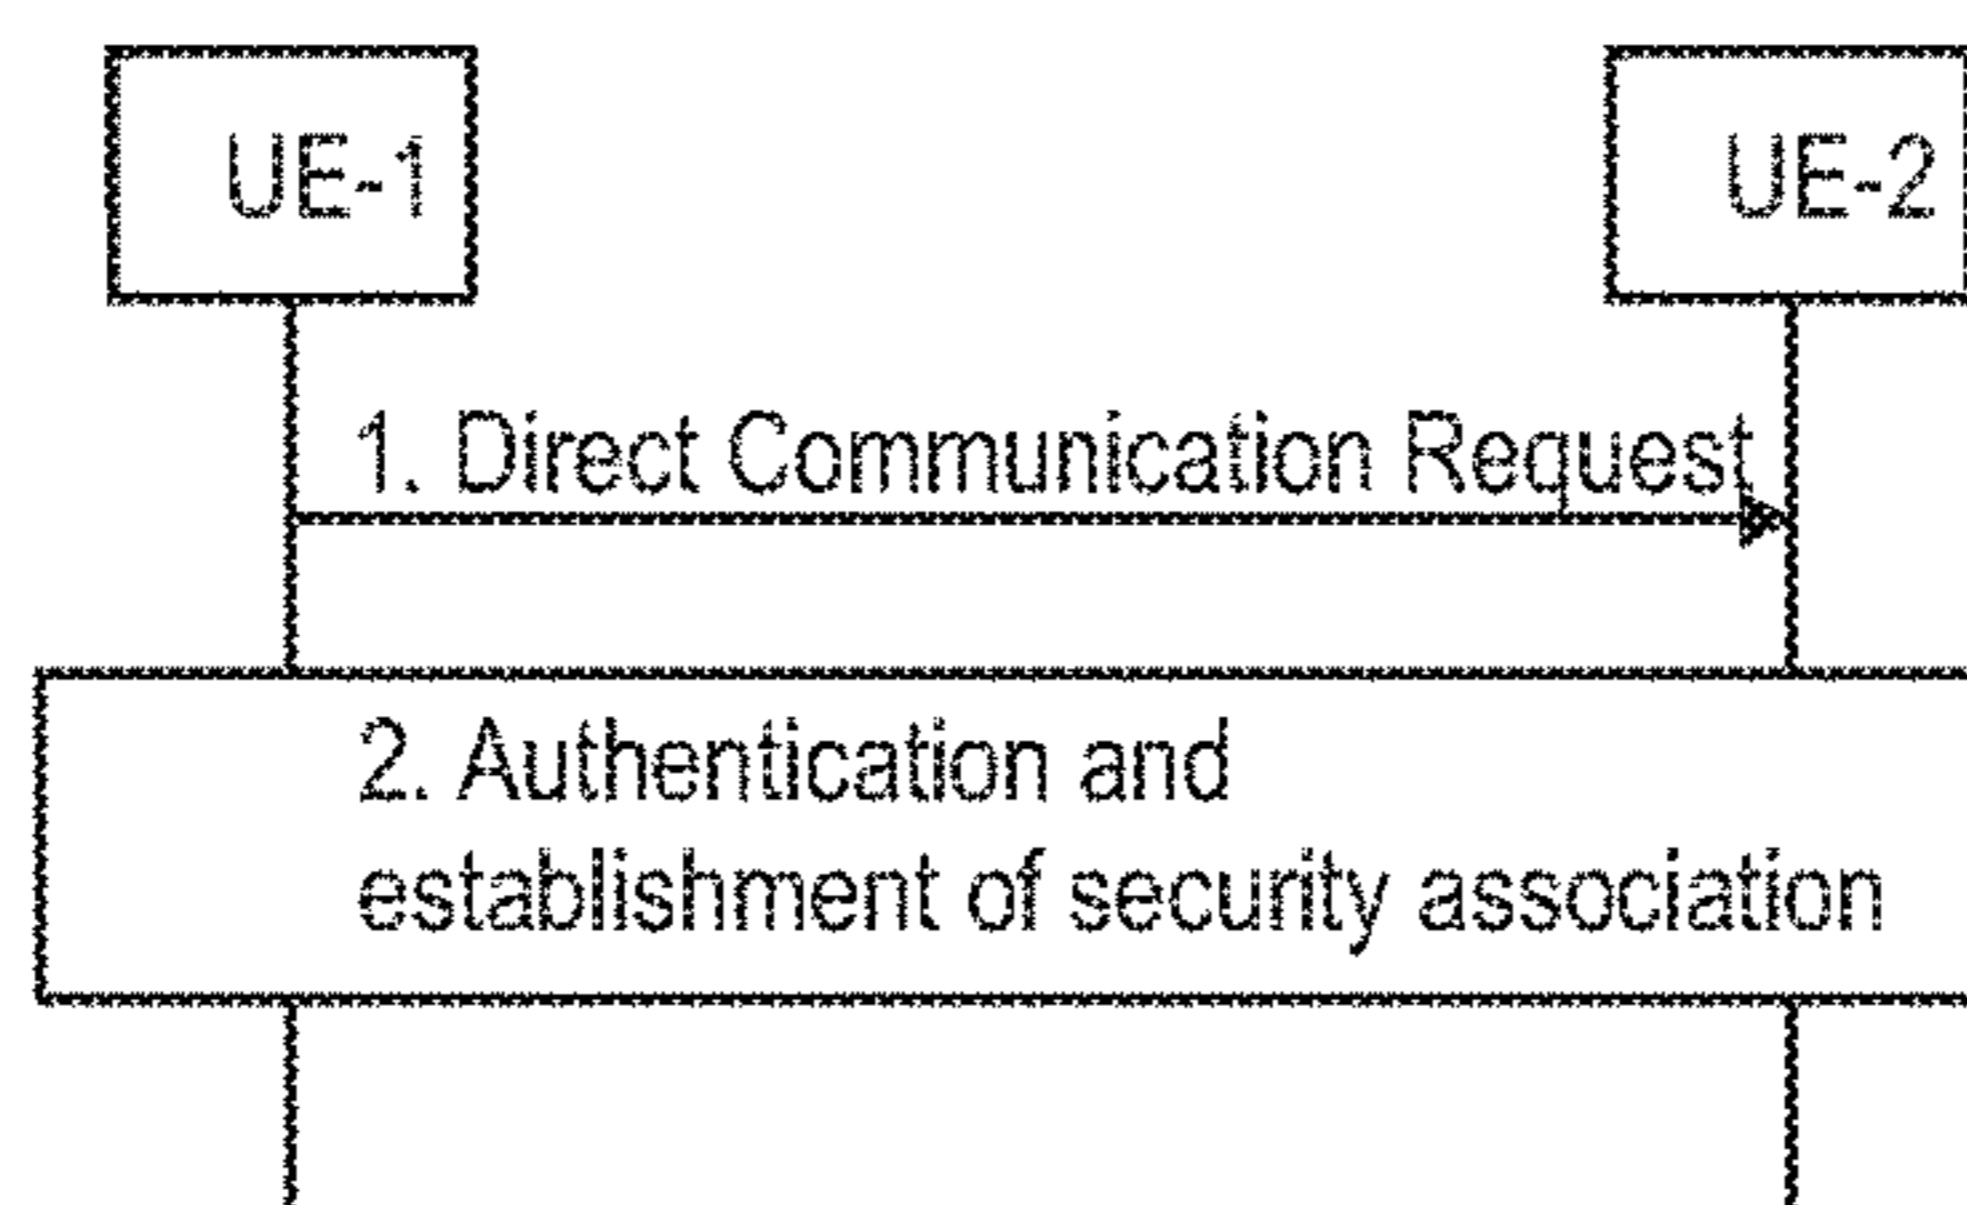 UE-1
UE-2
1. Direct Communication Request
2. Authentication and
establishment of security association